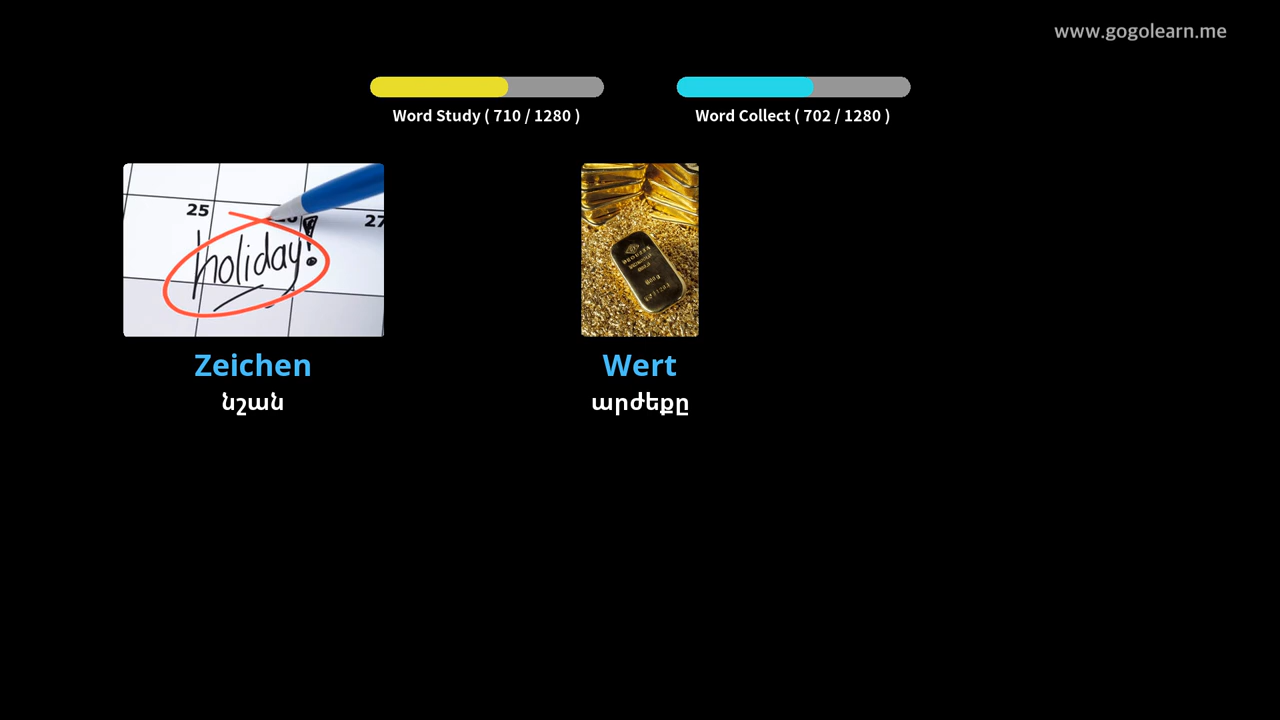 www.gogolearn.me
Word Study ( 710 / 1280 )
Word Collect ( 702 / 1280 )
25
27
holiday!
Zeichen
նշան
Wert
արժեքը